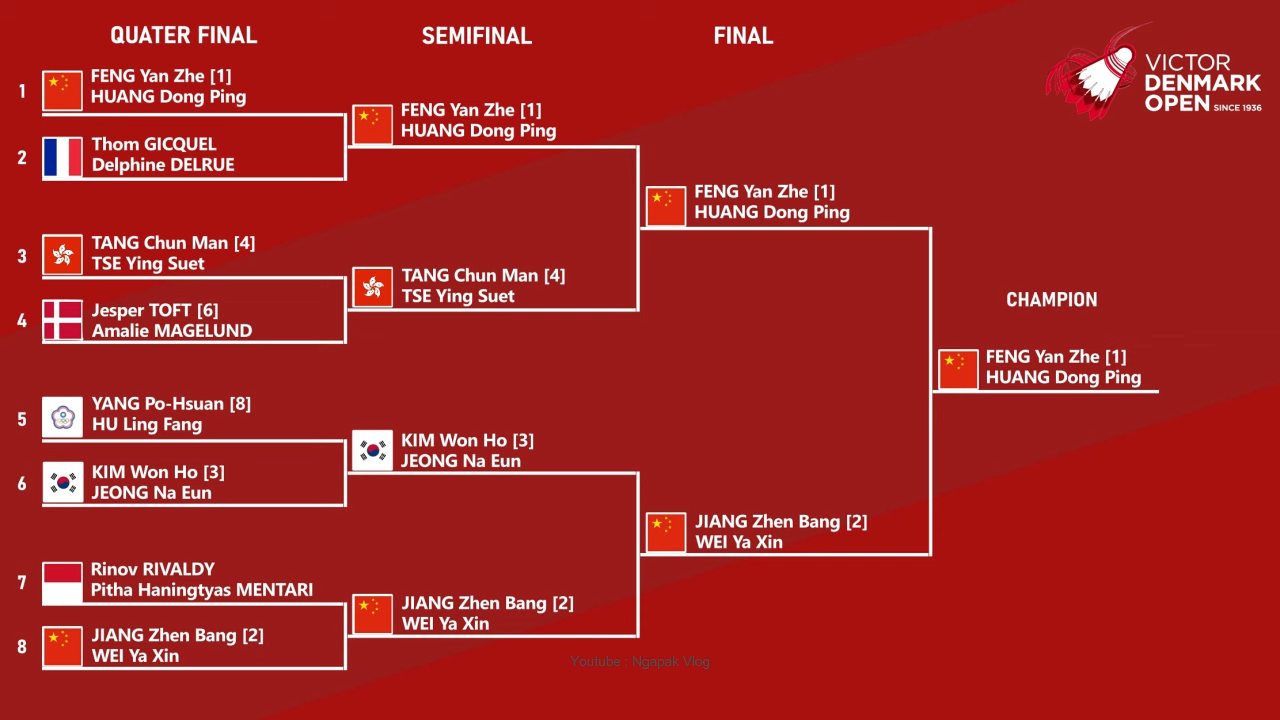 QUATER FINAL
SEMIFINAL
FINAL
VICTOR
DENMARK
OPEN SINCE 1936
1
FENG Yan Zhe [1]
HUANG Dong Ping
2
Thom GICQUEL
Delphine DELRUE
3
TANG Chun Man [4]
TSE Ying Suet
4
Jesper TOFT [6]
Amalie MAGELUND
5
YANG Po-Hsuan [8]
HU Ling Fang
6
KIM Won Ho [3]
JEONG Na Eun
7
Rinov RIVALDY
Pitha Haningtyas MENTARI
8
JIANG Zhen Bang [2]
WEI Ya Xin
FENG Yan Zhe [1]
HUANG Dong Ping
TANG Chun Man [4]
TSE Ying Suet
KIM Won Ho [3]
JEONG Na Eun
JIANG Zhen Bang [2]
WEI Ya Xin
FENG Yan Zhe [1]
HUANG Dong Ping
JIANG Zhen Bang [2]
WEI Ya Xin
CHAMPION
FENG Yan Zhe [1]
HUANG Dong Ping
Youtube : Ngapak Vlog